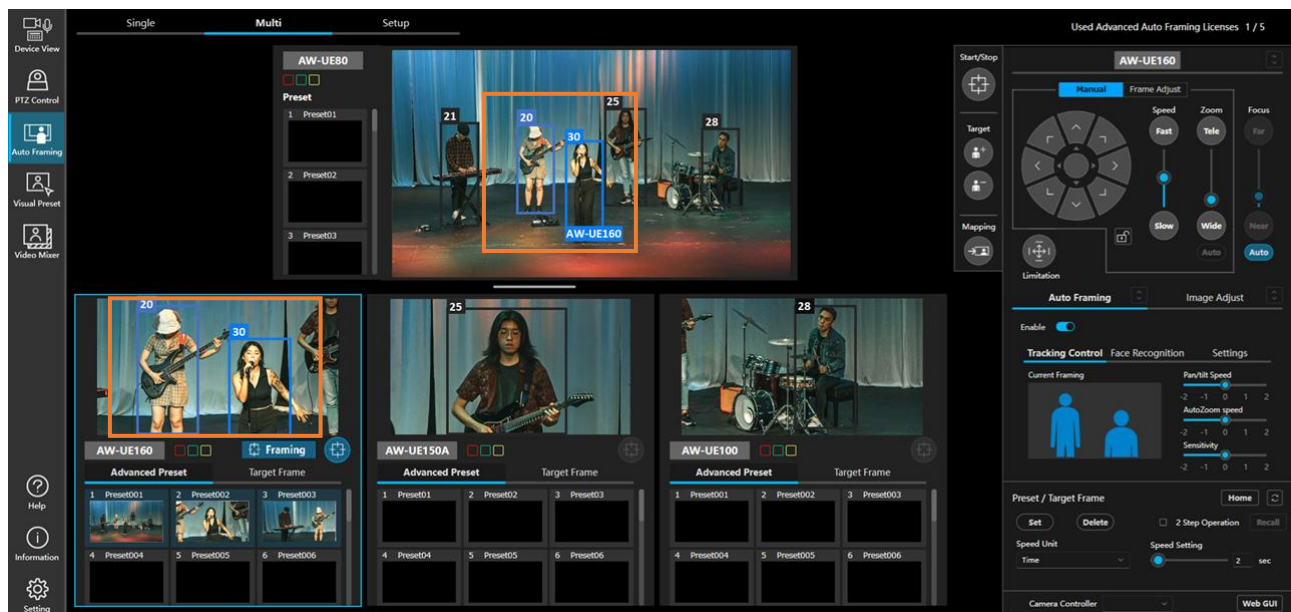 Device View
PTZ Control
Auto Framing
Visual Preset
Video Mixer
Help
Information
Setting
Single Multi Setup
Used Advanced Auto Framing Licenses 1 / 5
AW-UE80
Preset
1 Preset01
2 Preset02
3 Preset03
21
20
30
25
28
AW-UE160
Start/Stop
Target
Mapping
20
30
AW-UE160
Framing
Advanced Preset Target Frame
1 Preset001 2 Preset002 3 Preset003
4 Preset004 5 Preset005 6 Preset006
25
AW-UE150A
Advanced Preset Target Frame
1 Preset01 2 Preset02 3 Preset03
4 Preset04 5 Preset05 6 Preset06
28
AW-UE100
Advanced Preset Target Frame
1 Preset001 2 Preset002 3 Preset003
4 Preset004 5 Preset005 6 Preset006
AW-UE160
Manual Frame Adjust
Speed Zoom Focus
Fast Tele Far
Slow Wide Near
Auto Auto
Limitation
Auto Framing Image Adjust
Enable
Tracking Control Face Recognition Settings
Current Framing
Pan/tilt Speed
-2 -1 0 1 2
AutoZoom speed
-2 -1 0 1 2
Sensitivity
-2 -1 0 1 2
Preset / Target Frame Home
Set Delete 2 Step Operation Recall
Speed Unit Speed Setting
Time 2 sec
Camera Controller Web GUI